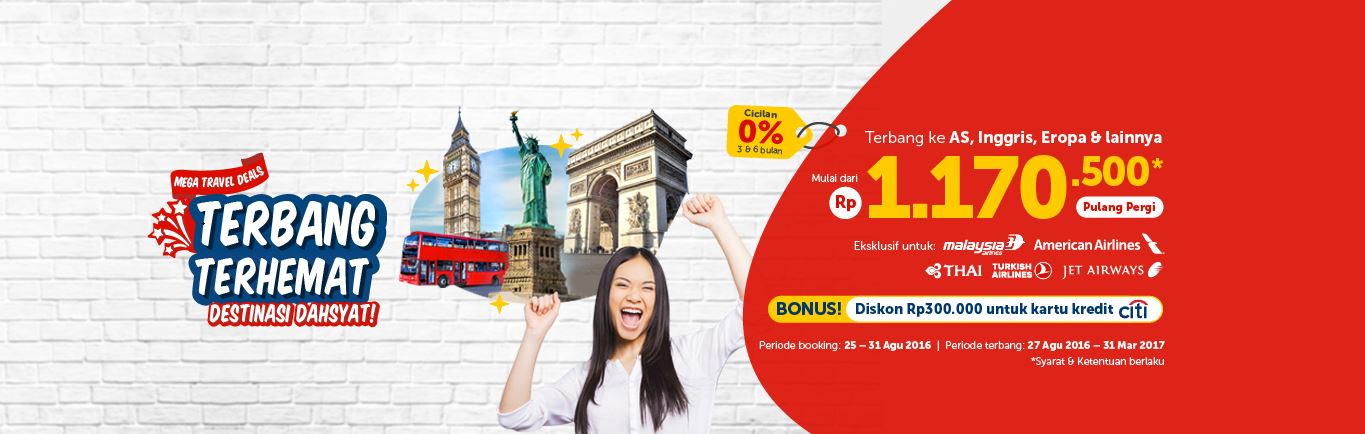 MEGA TRAVEL DEALS
TERBANG
TERHEMAT
DESTINASI DAHSYAT!
Cicilan
0%
3 & 6 bulan
Terbang ke AS, Inggris, Eropa & lainnya
Mulai dari
Rp 1.170.500*
Pulang Pergi
Eksklusif untuk: malaysia airlines American Airlines
THAI TURKISH AIRLINES JET AIRWAYS
BONUS! Diskon Rp300.000 untuk kartu kredit citi
Periode booking: 25 – 31 Agu 2016 | Periode terbang: 27 Agu 2016 – 31 Mar 2017
*Syarat & Ketentuan berlaku